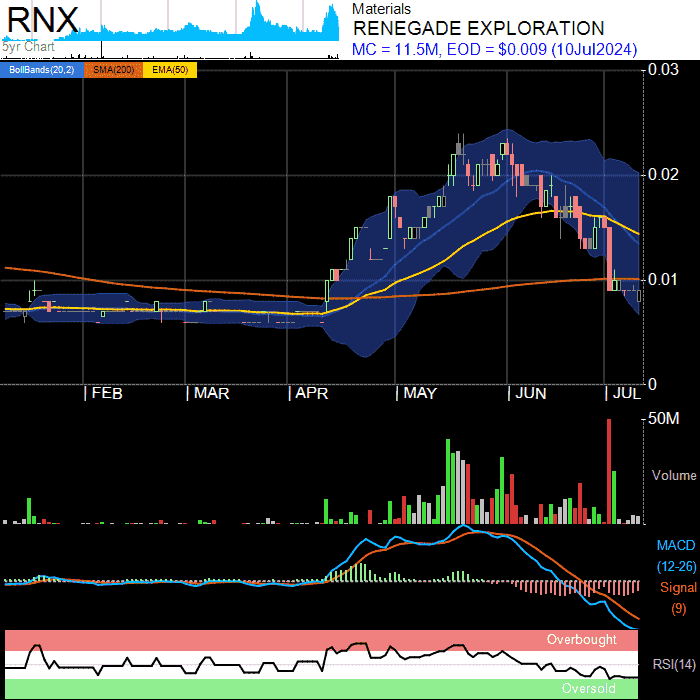 RNX
5yr Chart
Materials
RENEGADE EXPLORATION
MC = 11.5M, EOD = $0.009 (10Jul2024)
BollBands(20,2) SMA(200) EMA(50)
0.03
0.02
0.01
0
| FEB | MAR | APR | MAY | JUN | JUL
50M
Volume
MACD
(12-26)
Signal
(9)
Overbought
RSI(14)
Oversold